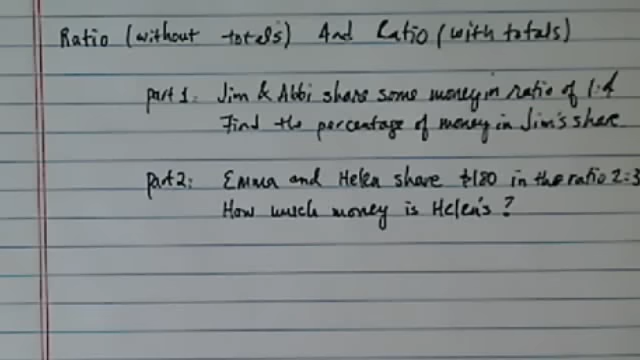 Ratio (without totals) And Ratio (with totals)
part 1: Jim & Abbi share some money in ratio of 1:4
Find the percentage of money in Jim's share
part 2: Emma and Helen share £180 in the ratio 2:3
How much money is Helen's?